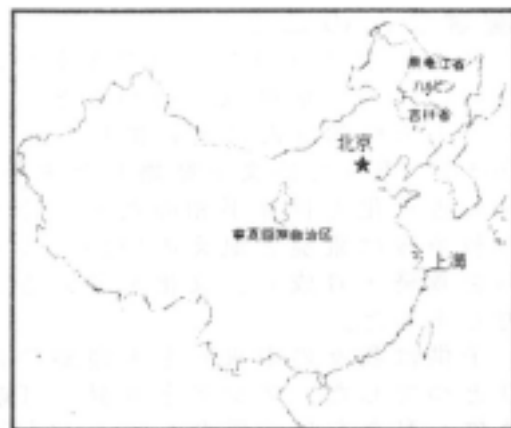 黒竜江省
ハルビン
吉林省
北京
寧夏回族自治区
上海